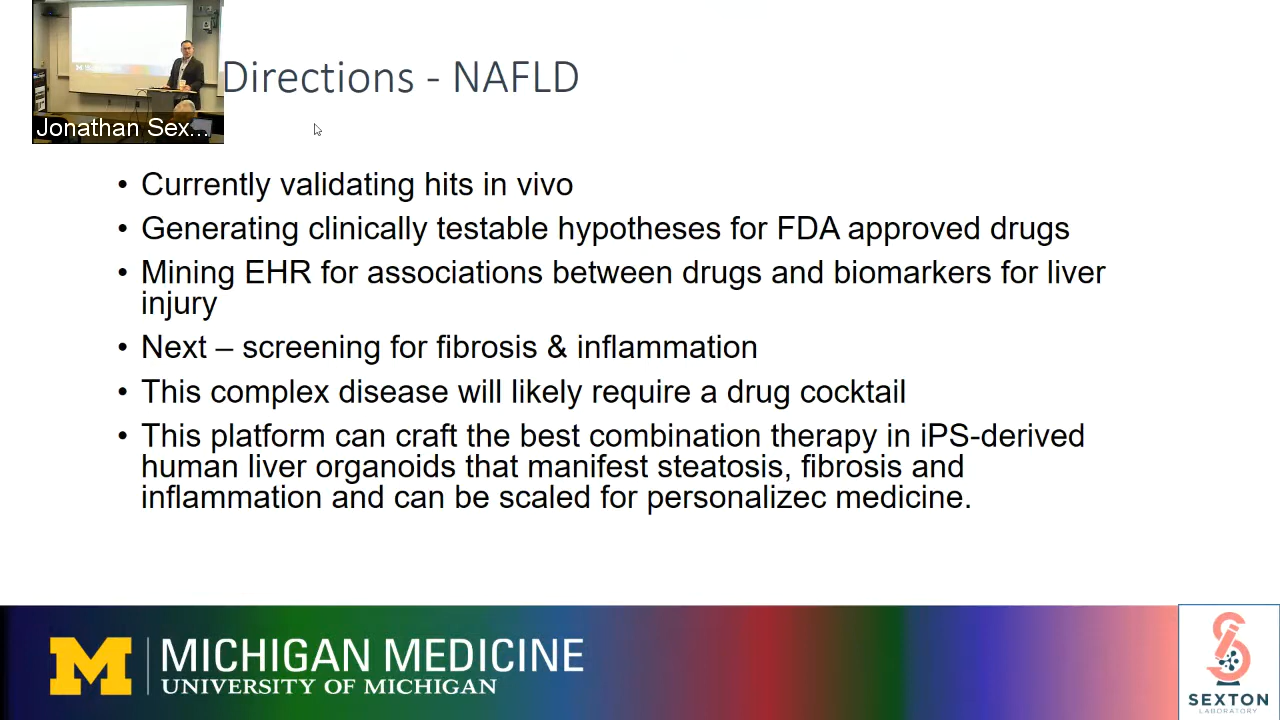 Directions - NAFLD
Jonathan Sex...
• Currently validating hits in vivo
• Generating clinically testable hypotheses for FDA approved drugs
• Mining EHR for associations between drugs and biomarkers for liver
injury
• Next – screening for fibrosis & inflammation
• This complex disease will likely require a drug cocktail
• This platform can craft the best combination therapy in iPS-derived
human liver organoids that manifest steatosis, fibrosis and
inflammation and can be scaled for personalizec medicine.
M
MICHIGAN MEDICINE
UNIVERSITY OF MICHIGAN
SEXTON
LABORATORY